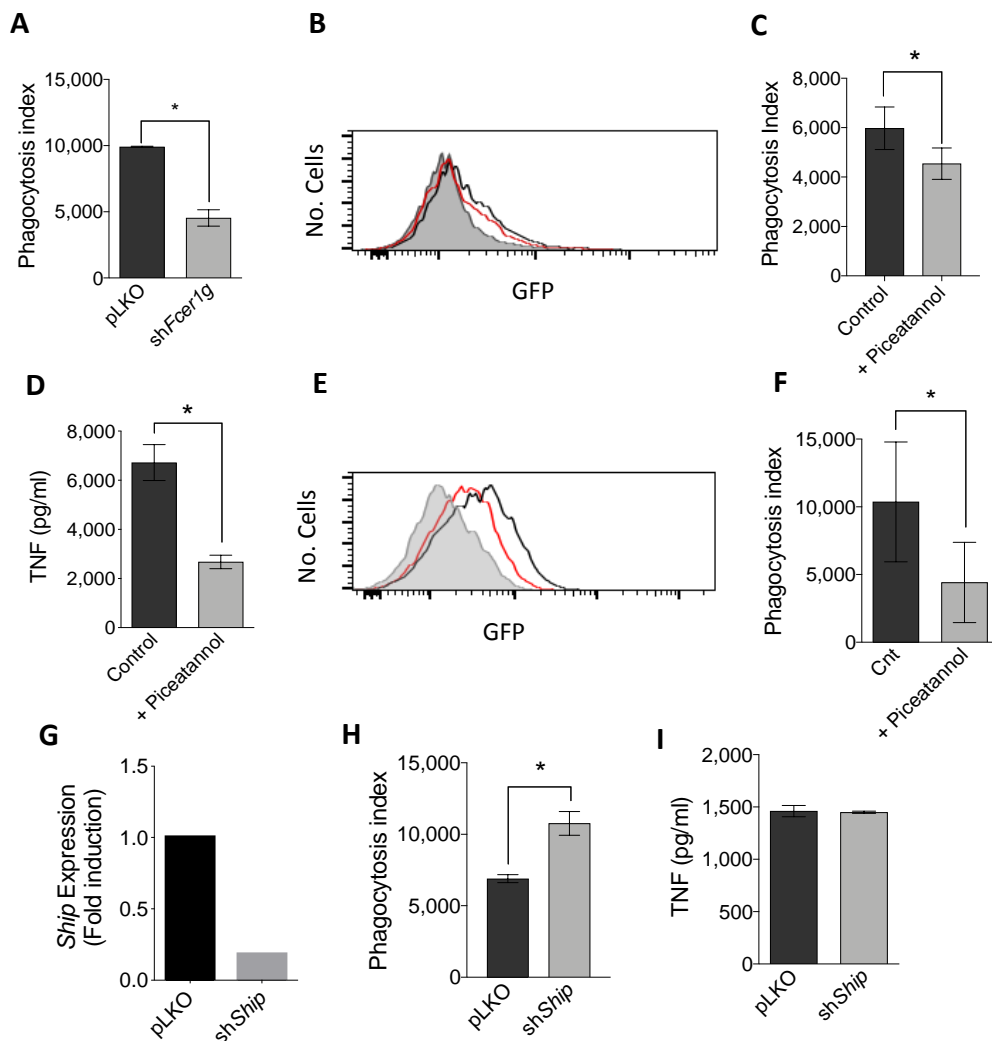 A
Phagocytosis index
15,000
10,000
5,000
0
*
pLKO
shFcer1g
B
No. Cells
GFP
C
Phagocytosis Index
8,000
6,000
4,000
2,000
0
*
Control
+ Piceatannol
D
TNF (pg/ml)
8,000
6,000
4,000
2,000
0
*
Control
+ Piceatannol
E
No. Cells
GFP
F
Phagocytosis index
15,000
10,000
5,000
0
*
Cnt
+ Piceatannol
G
Ship Expression
(Fold induction)
1.5
1.0
0.5
0.0
pLKO
shShip
H
Phagocytosis index
15,000
10,000
5,000
0
*
pLKO
shShip
I
TNF (pg/ml)
2,000
1,500
1,000
500
0
pLKO
shShip